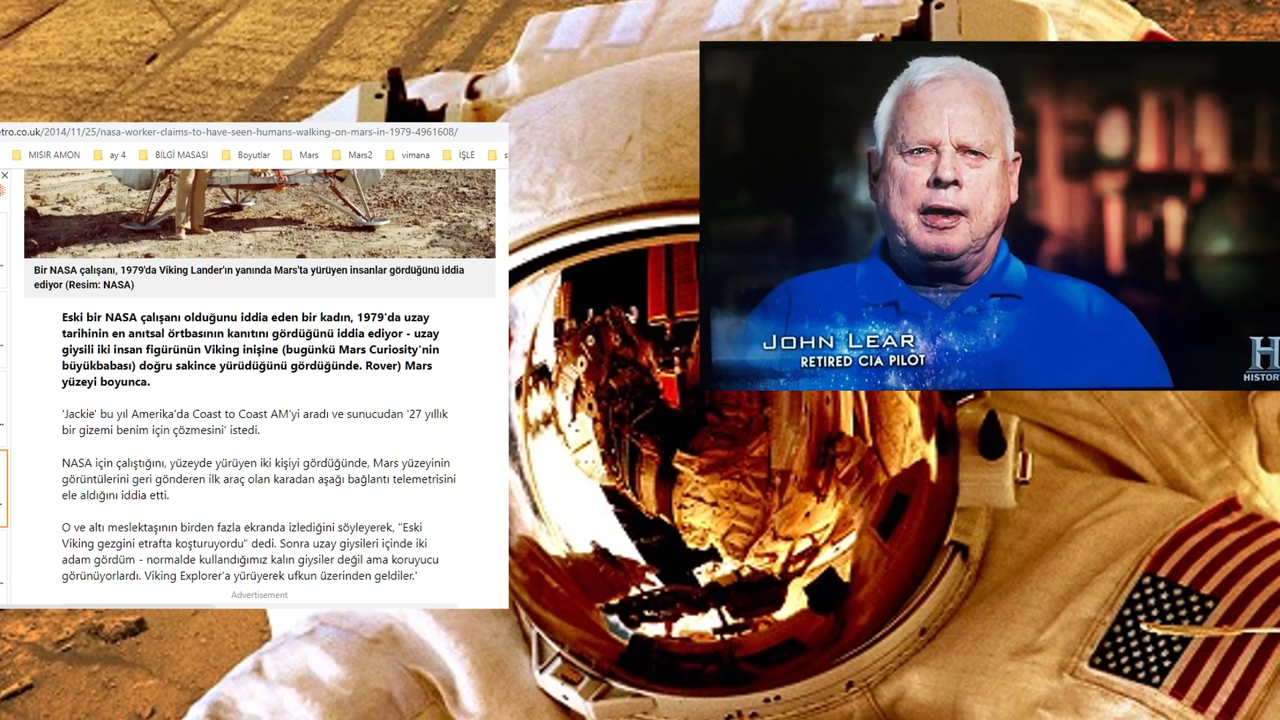 etro.co.uk/2014/11/25/nasa-worker-claims-to-have-seen-humans-walking-on-mars-in-1979-4961608/
MISIR AMON ay 4 BİLGİ MASASI Boyutlar Mars Mars2 vimana İŞLE s
Bir NASA çalışanı, 1979'da Viking Lander'ın yanında Mars'ta yürüyen insanlar gördüğünü iddia
ediyor (Resim: NASA)
Eski bir NASA çalışanı olduğunu iddia eden bir kadın, 1979'da uzay
tarihinin en anıtsal örtbasının kanıtını gördüğünü iddia ediyor - uzay
giysili iki insan figürünün Viking inişine (bugünkü Mars Curiosity'nin
büyükbabası) doğru sakince yürüdüğünü gördüğünde. Rover) Mars
yüzeyi boyunca.
'Jackie' bu yıl Amerika'da Coast to Coast AM'yi aradı ve sunucudan '27 yıllık
bir gizemi benim için çözmesini' istedi.
NASA için çalıştığını, yüzeyde yürüyen iki kişiyi gördüğünde, Mars yüzeyinin
görüntülerini geri gönderen ilk araç olan karadan aşağı bağlantı telemetrisini
ele aldığını iddia etti.
O ve altı meslektaşının birden fazla ekranda izlediğini söyleyerek, "Eski
Viking gezgini etrafta koşturuyordu" dedi. Sonra uzay giysileri içinde iki
adam gördüm - normalde kullandığımız kalın giysiler değil ama koruyucu
görünüyorlardı. Viking Explorer'a yürüyerek ufkun üzerinden geldiler.'
Advertisement
JOHN LEAR
RETIRED CIA PILOT
H
HISTOR